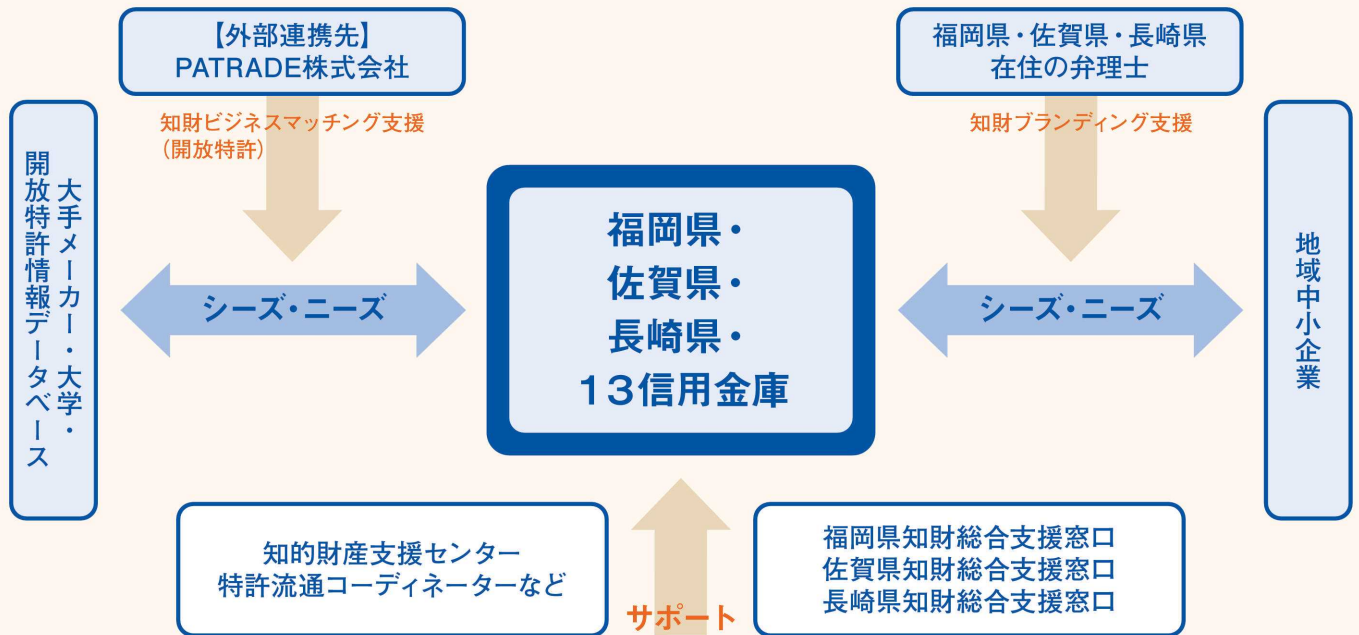 【外部連携先】
PATRADE株式会社
福岡県・佐賀県・長崎県
在住の弁理士
知財ビジネスマッチング支援
（開放特許）
知財ブランディング支援
大手メーカー・大学・
開放特許情報データベース
シーズ・ニーズ
福岡県・
佐賀県・
長崎県・
13信用金庫
シーズ・ニーズ
地域中小企業
知的財産支援センター
特許流通コーディネーターなど
サポート
福岡県知財総合支援窓口
佐賀県知財総合支援窓口
長崎県知財総合支援窓口